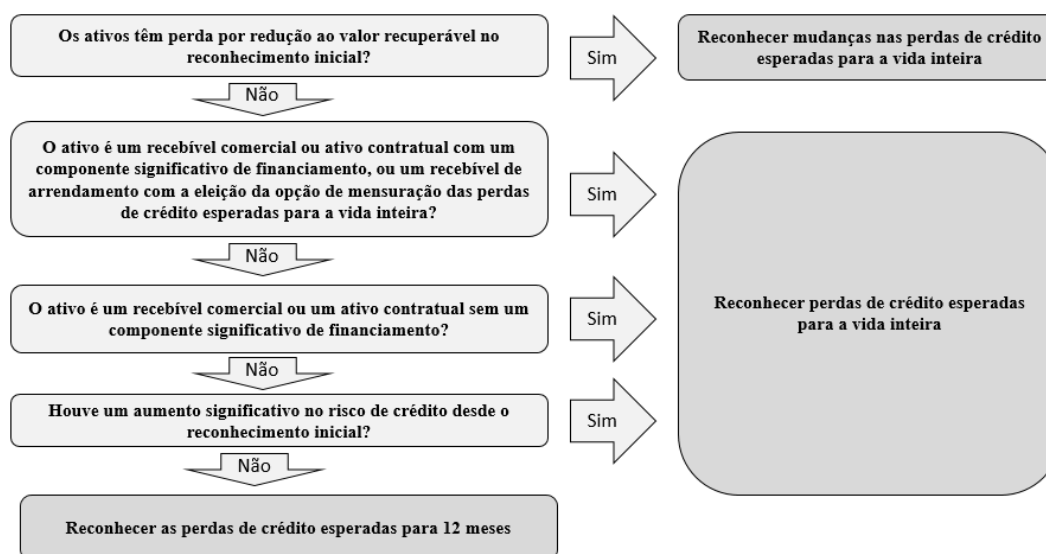 Os ativos têm perda por redução ao valor recuperável no
reconhecimento inicial?
Sim
Reconhecer mudanças nas perdas de crédito
esperadas para a vida inteira
Não
O ativo é um recebível comercial ou ativo contratual com um
componente significativo de financiamento, ou um recebível de
arrendamento com a eleição da opção de mensuração das perdas
de crédito esperadas para a vida inteira?
Sim
Não
O ativo é um recebível comercial ou um ativo contratual sem um
componente significativo de financiamento?
Sim
Reconhecer perdas de crédito esperadas
para a vida inteira
Não
Houve um aumento significativo no risco de crédito desde o
reconhecimento inicial?
Sim
Não
Reconhecer as perdas de crédito esperadas para 12 meses